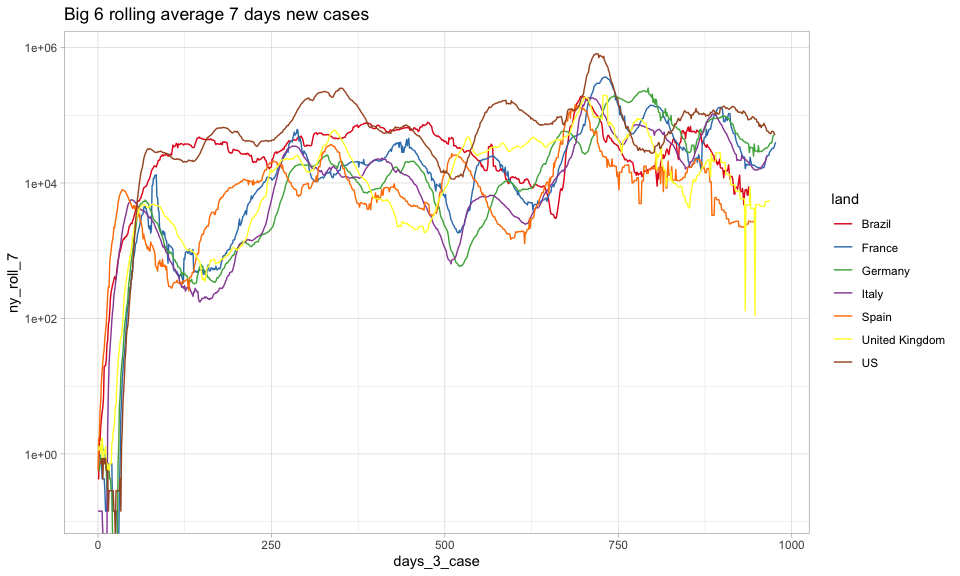 Big 6 rolling average 7 days new cases
1e+06
1e+04
1e+02
1e+00
ny_roll_7
0
250
500
750
1000
days_3_case
land
Brazil
France
Germany
Italy
Spain
United Kingdom
US